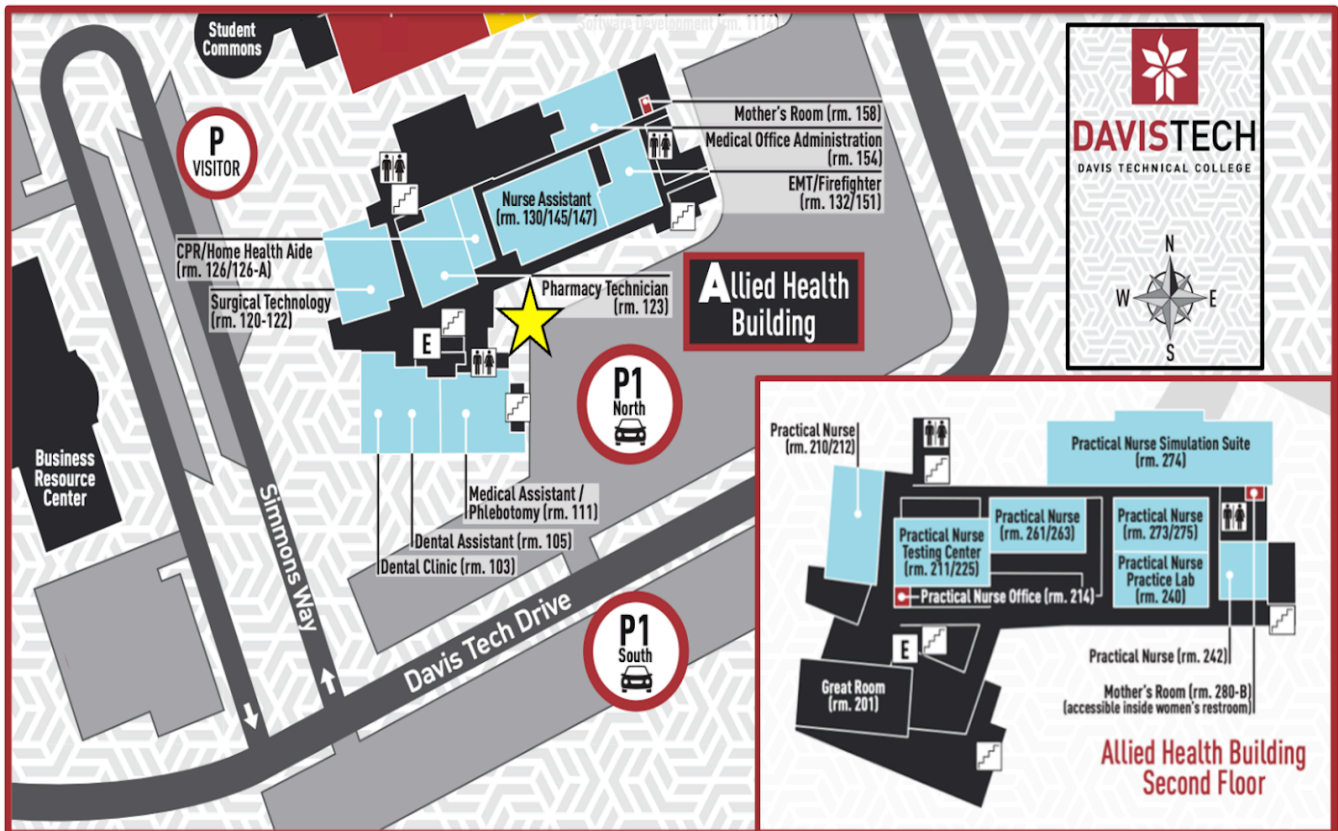 Software Development (rm. 1114)
Student
Commons
P
VISITOR
Mother's Room (rm. 158)
Medical Office Administration
(rm. 154)
EMT/Firefighter
(rm. 132/151)
Nurse Assistant
(rm. 130/145/147)
CPR/Home Health Aide
(rm. 126/126-A)
Surgical Technology
(rm. 120-122)
Pharmacy Technician
(rm. 123)
E
Allied Health
Building
P1
North
Business
Resource
Center
Simmons Way
Medical Assistant /
Phlebotomy (rm. 111)
Dental Assistant (rm. 105)
Dental Clinic (rm. 103)
Davis Tech Drive
P1
South
DAVISTECH
DAVIS TECHNICAL COLLEGE
N
W
E
S
Practical Nurse
(rm. 210/212)
Practical Nurse Simulation Suite
(rm. 274)
Practical Nurse
Testing Center
(rm. 211/225)
Practical Nurse
(rm. 261/263)
Practical Nurse
(rm. 273/275)
Practical Nurse
Practice Lab
(rm. 240)
Practical Nurse Office (rm. 214)
E
Great Room
(rm. 201)
Practical Nurse (rm. 242)
Mother's Room (rm. 280-B)
(accessible inside women's restroom)
Allied Health Building
Second Floor